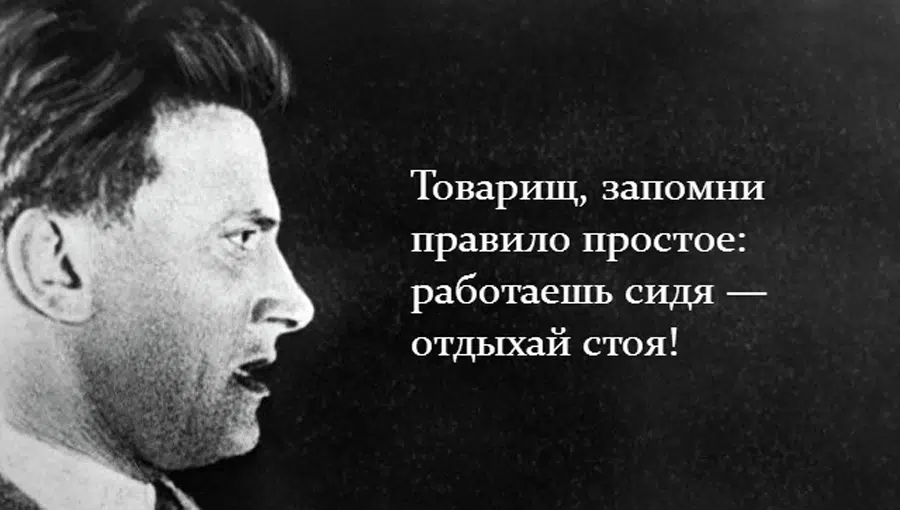 Товарищ, запомни
правило простое:
работаешь сидя —
отдыхай стоя!